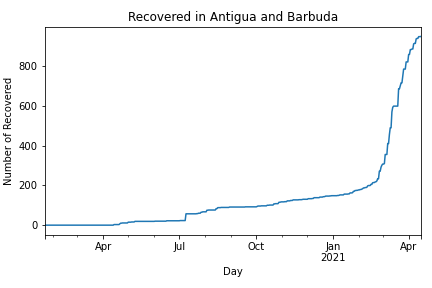 Recovered in Antigua and Barbuda
Number of Recovered
800
600
400
200
0
Apr
Jul
Oct
Jan
2021
Apr
Day